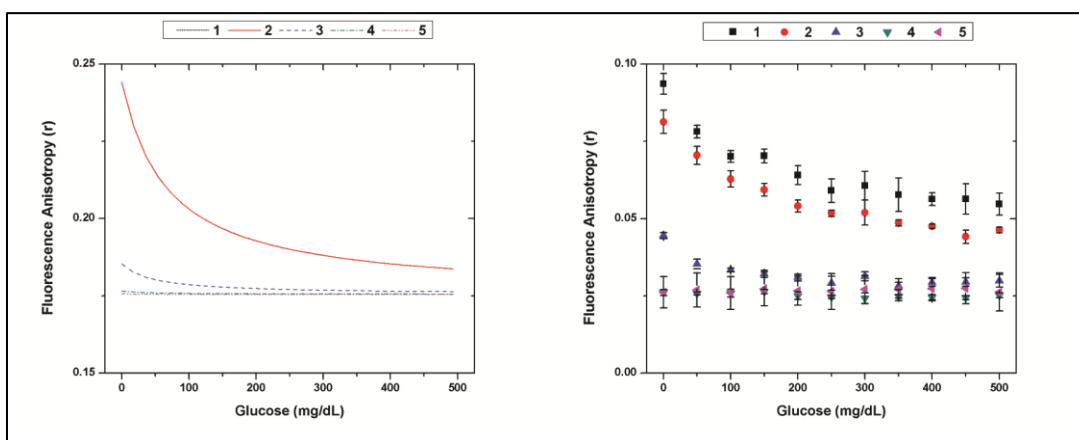 1 2 3 4 5
0.25
0.20
0.15
Fluorescence Anisotropy (r)
0 100 200 300 400 500
Glucose (mg/dL)
1 2 3 4 5
0.10
0.05
0.00
Fluorescence Anisotropy (r)
0 100 200 300 400 500
Glucose (mg/dL)